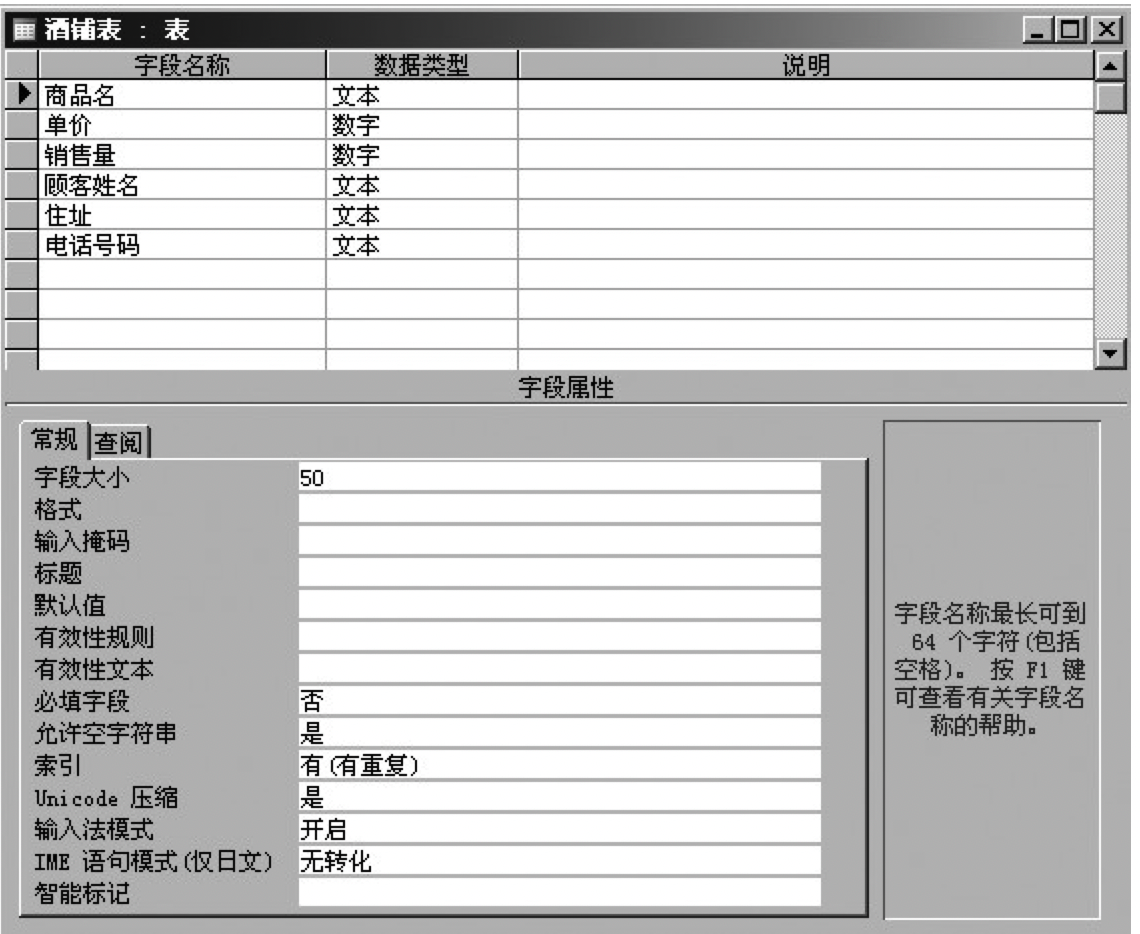 酒铺表 : 表
字段名称 数据类型 说明
商品名 文本
单价 数字
销售量 数字
顾客姓名 文本
住址 文本
电话号码 文本
字段属性
常规 查阅
字段大小 50
格式
输入掩码
标题
默认值
有效性规则
有效性文本
必填字段 否
允许空字符串 是
索引 有(有重复)
Unicode 压缩 是
输入法模式 开启
IME 语句模式(仅日文) 无转化
智能标记
字段名称最长可到
64 个字符(包括
空格)。 按 F1 键
可查看有关字段名
称的帮助。